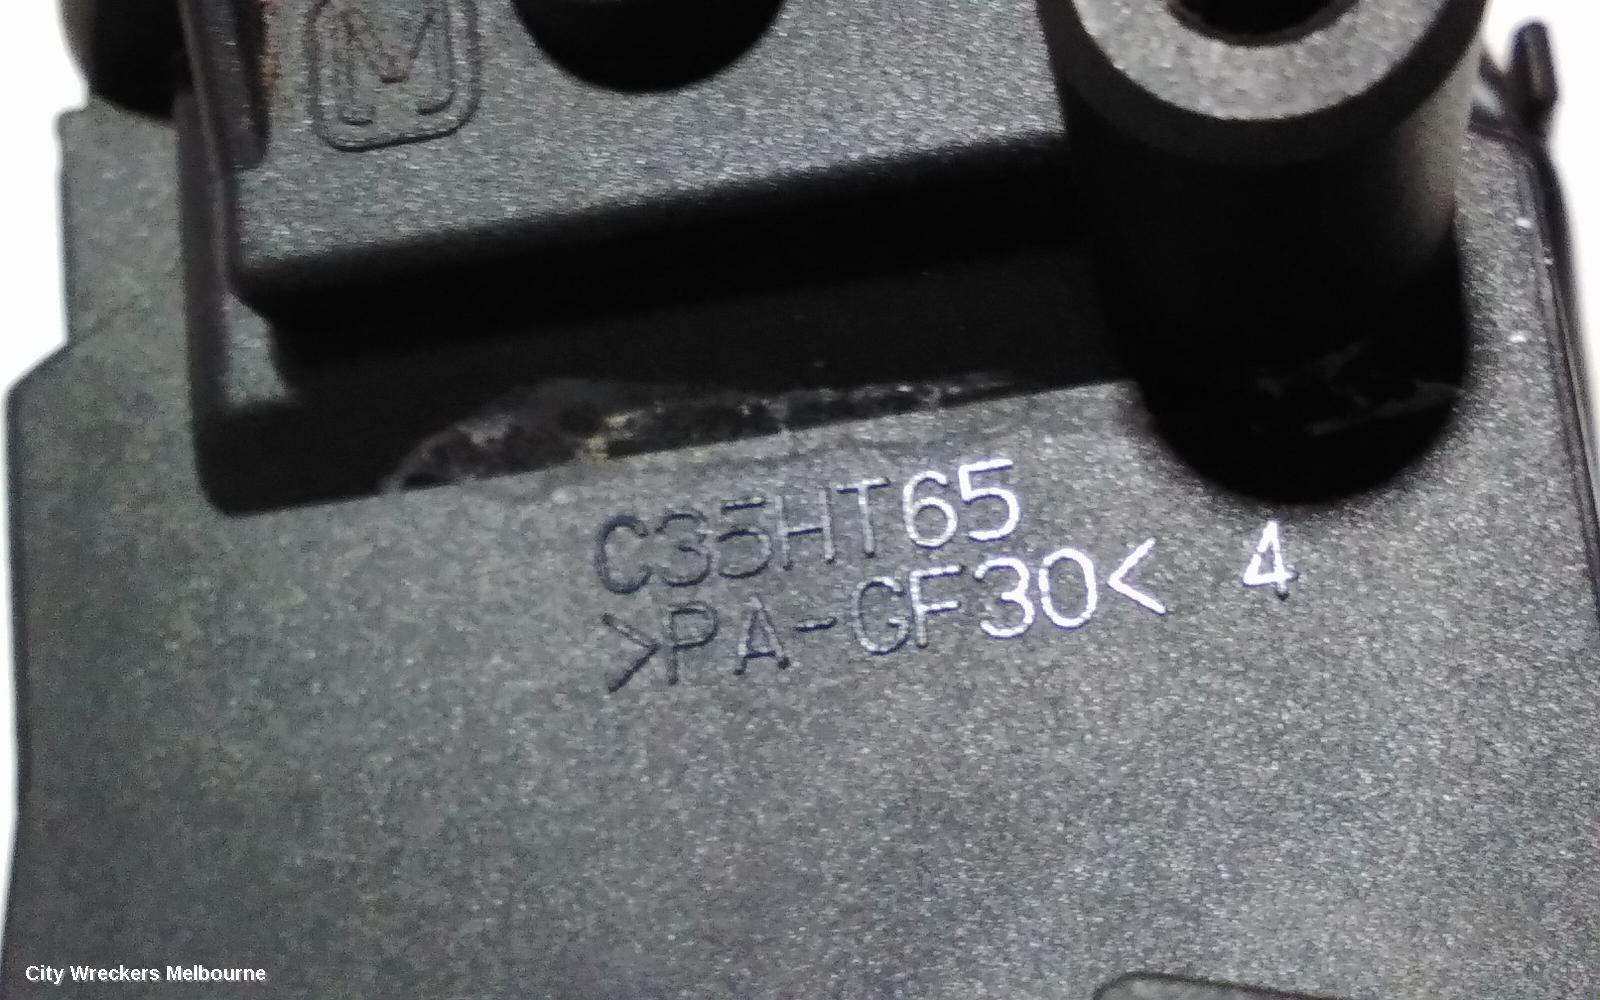 M
C35HT65
>PA-GF30< 4
City Wreckers Melbourne